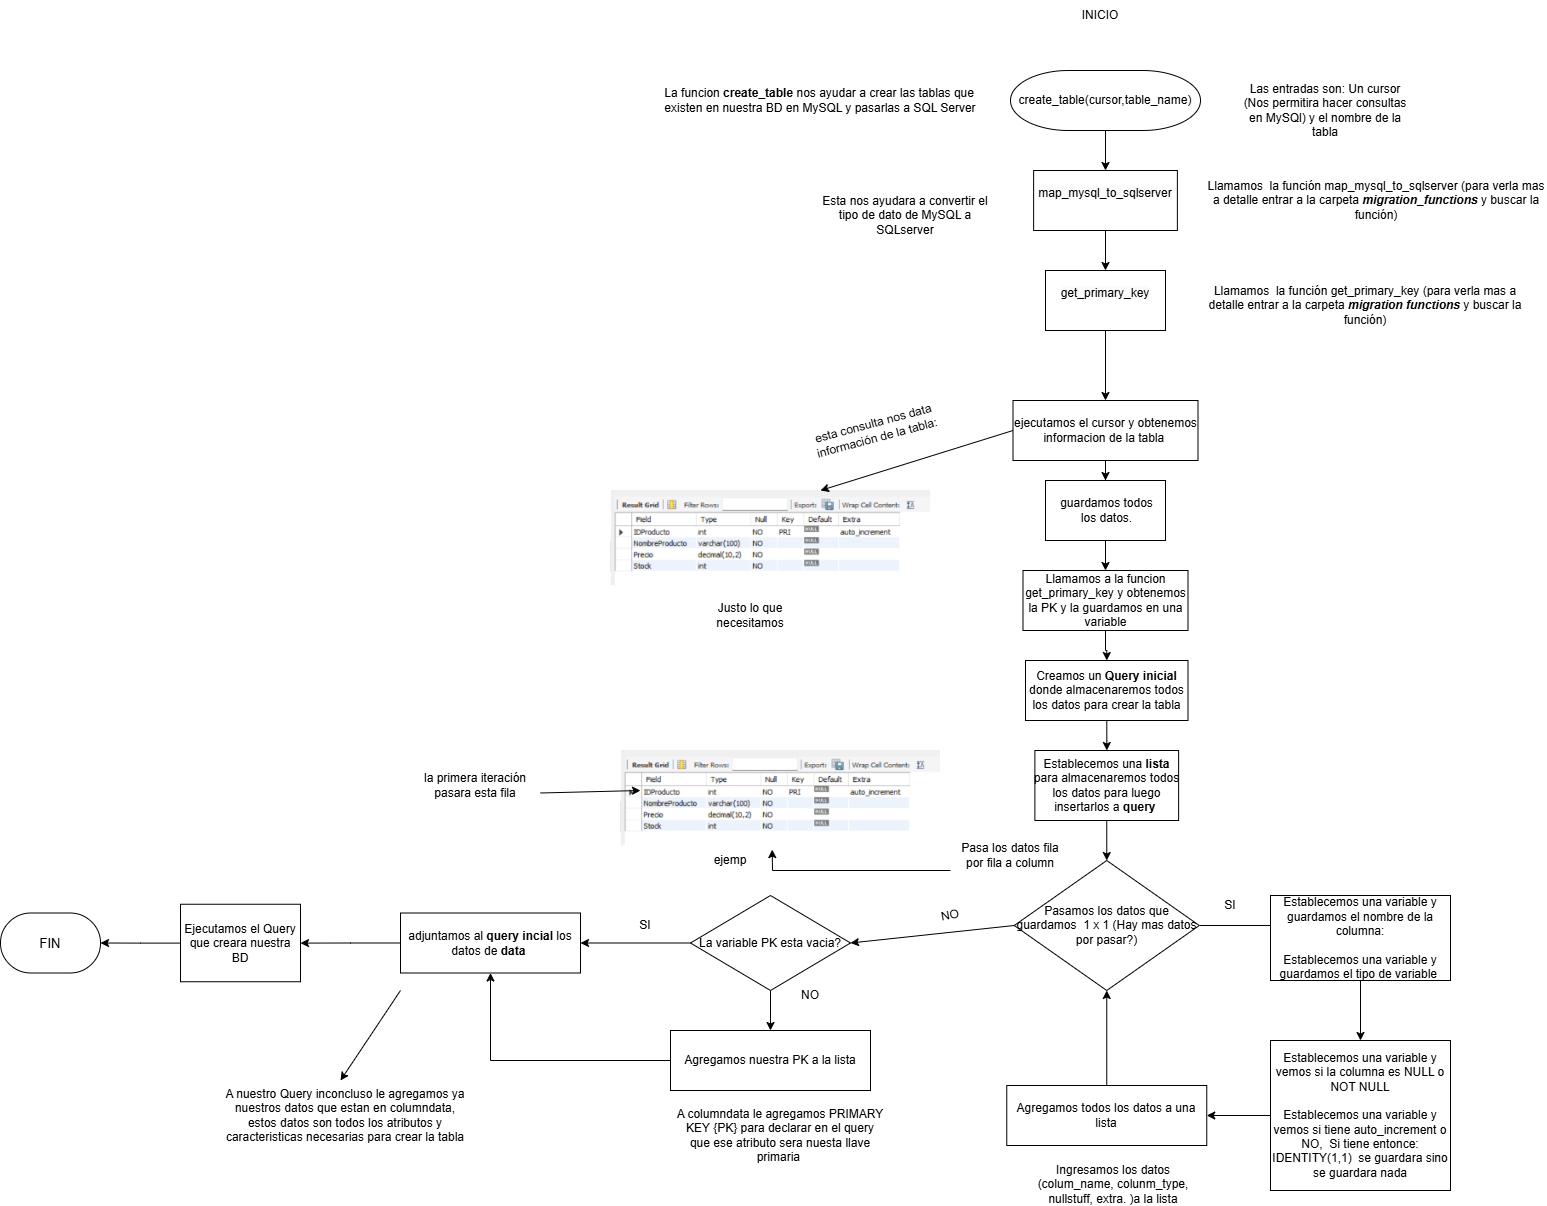 INICIO
La funcion create_table nos ayudar a crear las tablas que
existen en nuestra BD en MySQL y pasarlas a SQL Server
create_table(cursor,table_name)
Las entradas son: Un cursor
(Nos permitira hacer consultas
en MySQl) y el nombre de la
tabla
Esta nos ayudara a convertir el
tipo de dato de MySQL a
SQLserver
map_mysql_to_sqlserver
Llamamos la función map_mysql_to_sqlserver (para verla mas
a detalle entrar a la carpeta migration_functions y buscar la
función)
get_primary_key
Llamamos la función get_primary_key (para verla mas a
detalle entrar a la carpeta migration functions y buscar la
función)
esta consulta nos data
información de la tabla:
ejecutamos el cursor y obtenemos
informacion de la tabla
Result Grid Filter Rows: Export: Wrap Cell Content: IA
Field Type Null Key Default Extra
IDProducto int NO PRI NULL auto_increment
NombreProducto varchar(100) NO NULL
Precio decimal(10,2) NO NULL
Stock int NO NULL
Justo lo que
necesitamos
guardamos todos
los datos.
Llamamos a la funcion
get_primary_key y obtenemos
la PK y la guardamos en una
variable
Creamos un Query inicial
donde almacenaremos todos
los datos para crear la tabla
Establecemos una lista
para almacenaremos todos
los datos para luego
insertarlos a query
la primera iteración
pasara esta fila
Result Grid Filter Rows: Export: Wrap Cell Content: IA
Field Type Null Key Default Extra
IDProducto int NO PRI NULL auto_increment
NombreProducto varchar(100) NO NULL
Precio decimal(10,2) NO NULL
Stock int NO NULL
ejemp
Pasa los datos fila
por fila a column
Pasamos los datos que
guardamos 1 x 1 (Hay mas datos
por pasar?)
SI
Establecemos una variable y
guardamos el nombre de la
columna:
Establecemos una variable y
guardamos el tipo de variable
Establecemos una variable y
vemos si la columna es NULL o
NOT NULL
Establecemos una variable y
vemos si tiene auto_increment o
NO, Si tiene entonce:
IDENTITY(1,1) se guardara sino
se guardara nada
Agregamos todos los datos a una
lista
Ingresamos los datos
(colum_name, colunm_type,
nullstuff, extra. )a la lista
NO
La variable PK esta vacia?
NO
Agregamos nuestra PK a la lista
A columndata le agregamos PRIMARY
KEY {PK} para declarar en el query
que ese atributo sera nuesta llave
primaria
SI
adjuntamos al query incial los
datos de data
A nuestro Query inconcluso le agregamos ya
nuestros datos que estan en columndata,
estos datos son todos los atributos y
caracteristicas necesarias para crear la tabla
Ejecutamos el Query
que creara nuestra
BD
FIN